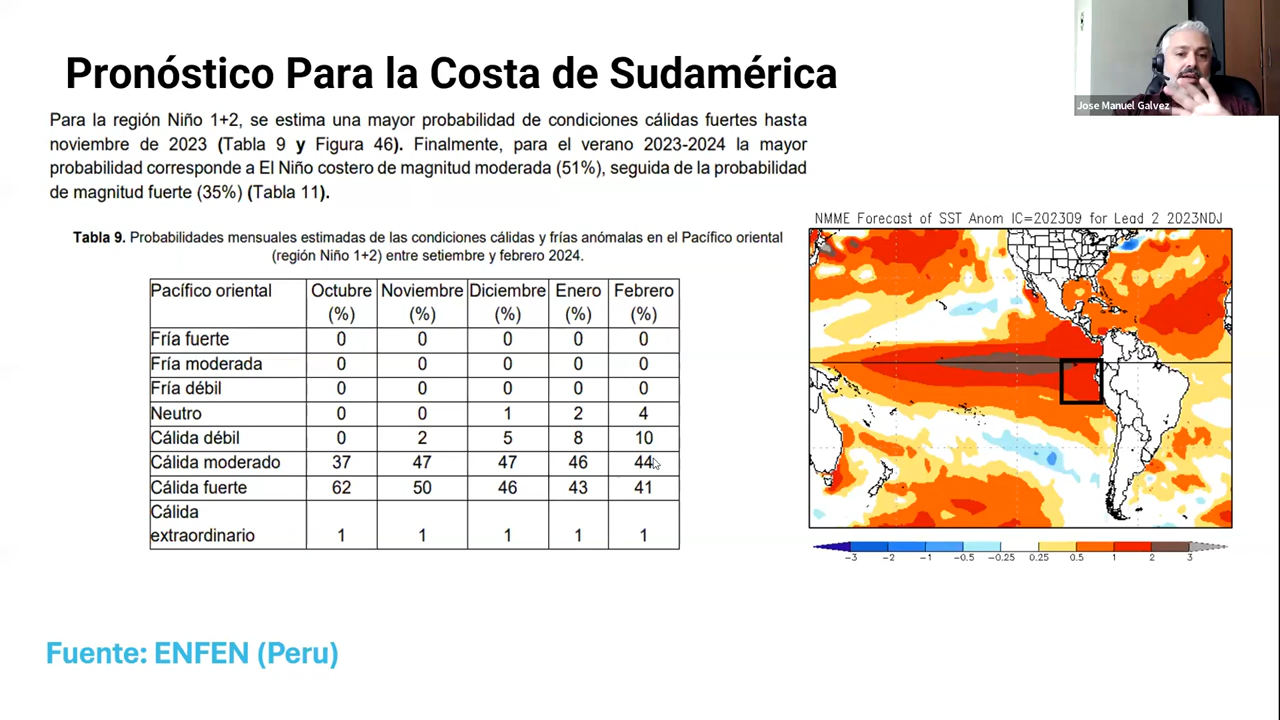 Pronóstico Para la Costa de Sudamérica
Jose Manuel Galvez
Para la región Niño 1+2, se estima una mayor probabilidad de condiciones cálidas fuertes hasta
noviembre de 2023 (Tabla 9 y Figura 46). Finalmente, para el verano 2023-2024 la mayor
probabilidad corresponde a El Niño costero de magnitud moderada (51%), seguida de la probabilidad
de magnitud fuerte (35%) (Tabla 11).
Tabla 9. Probabilidades mensuales estimadas de las condiciones cálidas y frías anómalas en el Pacífico oriental
(región Niño 1+2) entre setiembre y febrero 2024.
Pacífico oriental Octubre Noviembre Diciembre Enero Febrero
(%) (%) (%) (%) (%)
Fría fuerte 0 0 0 0 0
Fría moderada 0 0 0 0 0
Fría débil 0 0 0 0 0
Neutro 0 0 1 2 4
Cálida débil 0 2 5 8 10
Cálida moderado 37 47 47 46 44
Cálida fuerte 62 50 46 43 41
Cálida
extraordinario 1 1 1 1 1
NMME Forecast of SST Anom IC=202309 for Lead 2 2023NDJ
-3 -2 -1 -0.5 -0.25 0.25 0.5 1 2 3
Fuente: ENFEN (Peru)